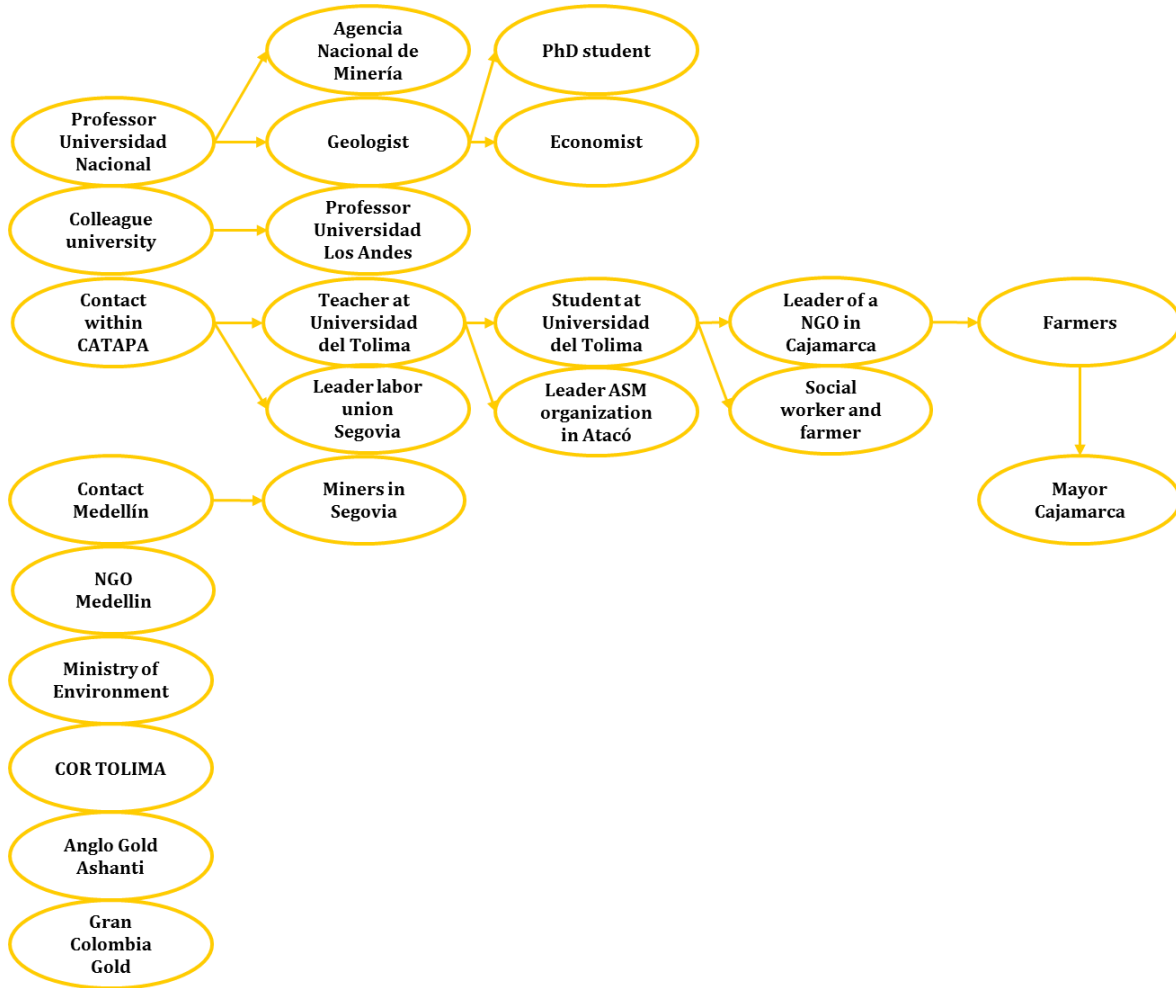 Agencia
Nacional de
Minería
PhD student
Professor
Universidad
Nacional
Geologist
Economist
Colleague
university
Professor
Universidad
Los Andes
Contact
within
CATAPA
Teacher at
Universidad
del Tolima
Student at
Universidad
del Tolima
Leader of a
NGO in
Cajamarca
Farmers
Leader labor
union
Segovia
Leader ASM
organization
in Atacó
Social
worker and
farmer
Contact
Medellín
Miners in
Segovia
Mayor
Cajamarca
NGO
Medellin
Ministry of
Environment
COR TOLIMA
Anglo Gold
Ashanti
Gran
Colombia
Gold